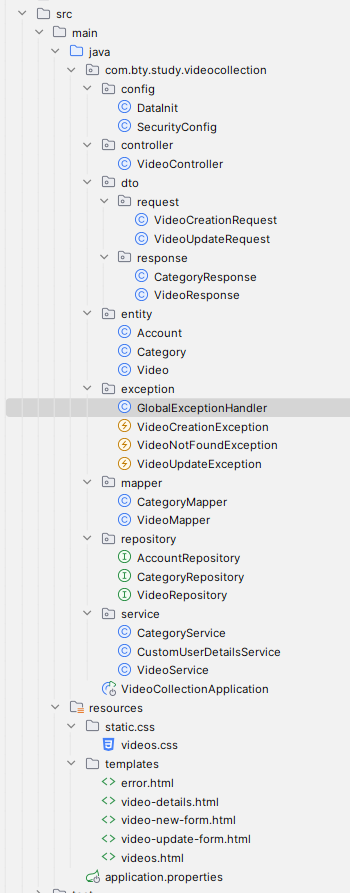 src
main
java
com.bty.study.videocollection
config
DataInit
SecurityConfig
controller
VideoController
dto
request
VideoCreationRequest
VideoUpdateRequest
response
CategoryResponse
VideoResponse
entity
Account
Category
Video
exception
GlobalExceptionHandler
VideoCreationException
VideoNotFoundException
VideoUpdateException
mapper
CategoryMapper
VideoMapper
repository
AccountRepository
CategoryRepository
VideoRepository
service
CategoryService
CustomUserDetailsService
VideoService
VideoCollectionApplication
resources
static.css
videos.css
templates
error.html
video-details.html
video-new-form.html
video-update-form.html
videos.html
application.properties